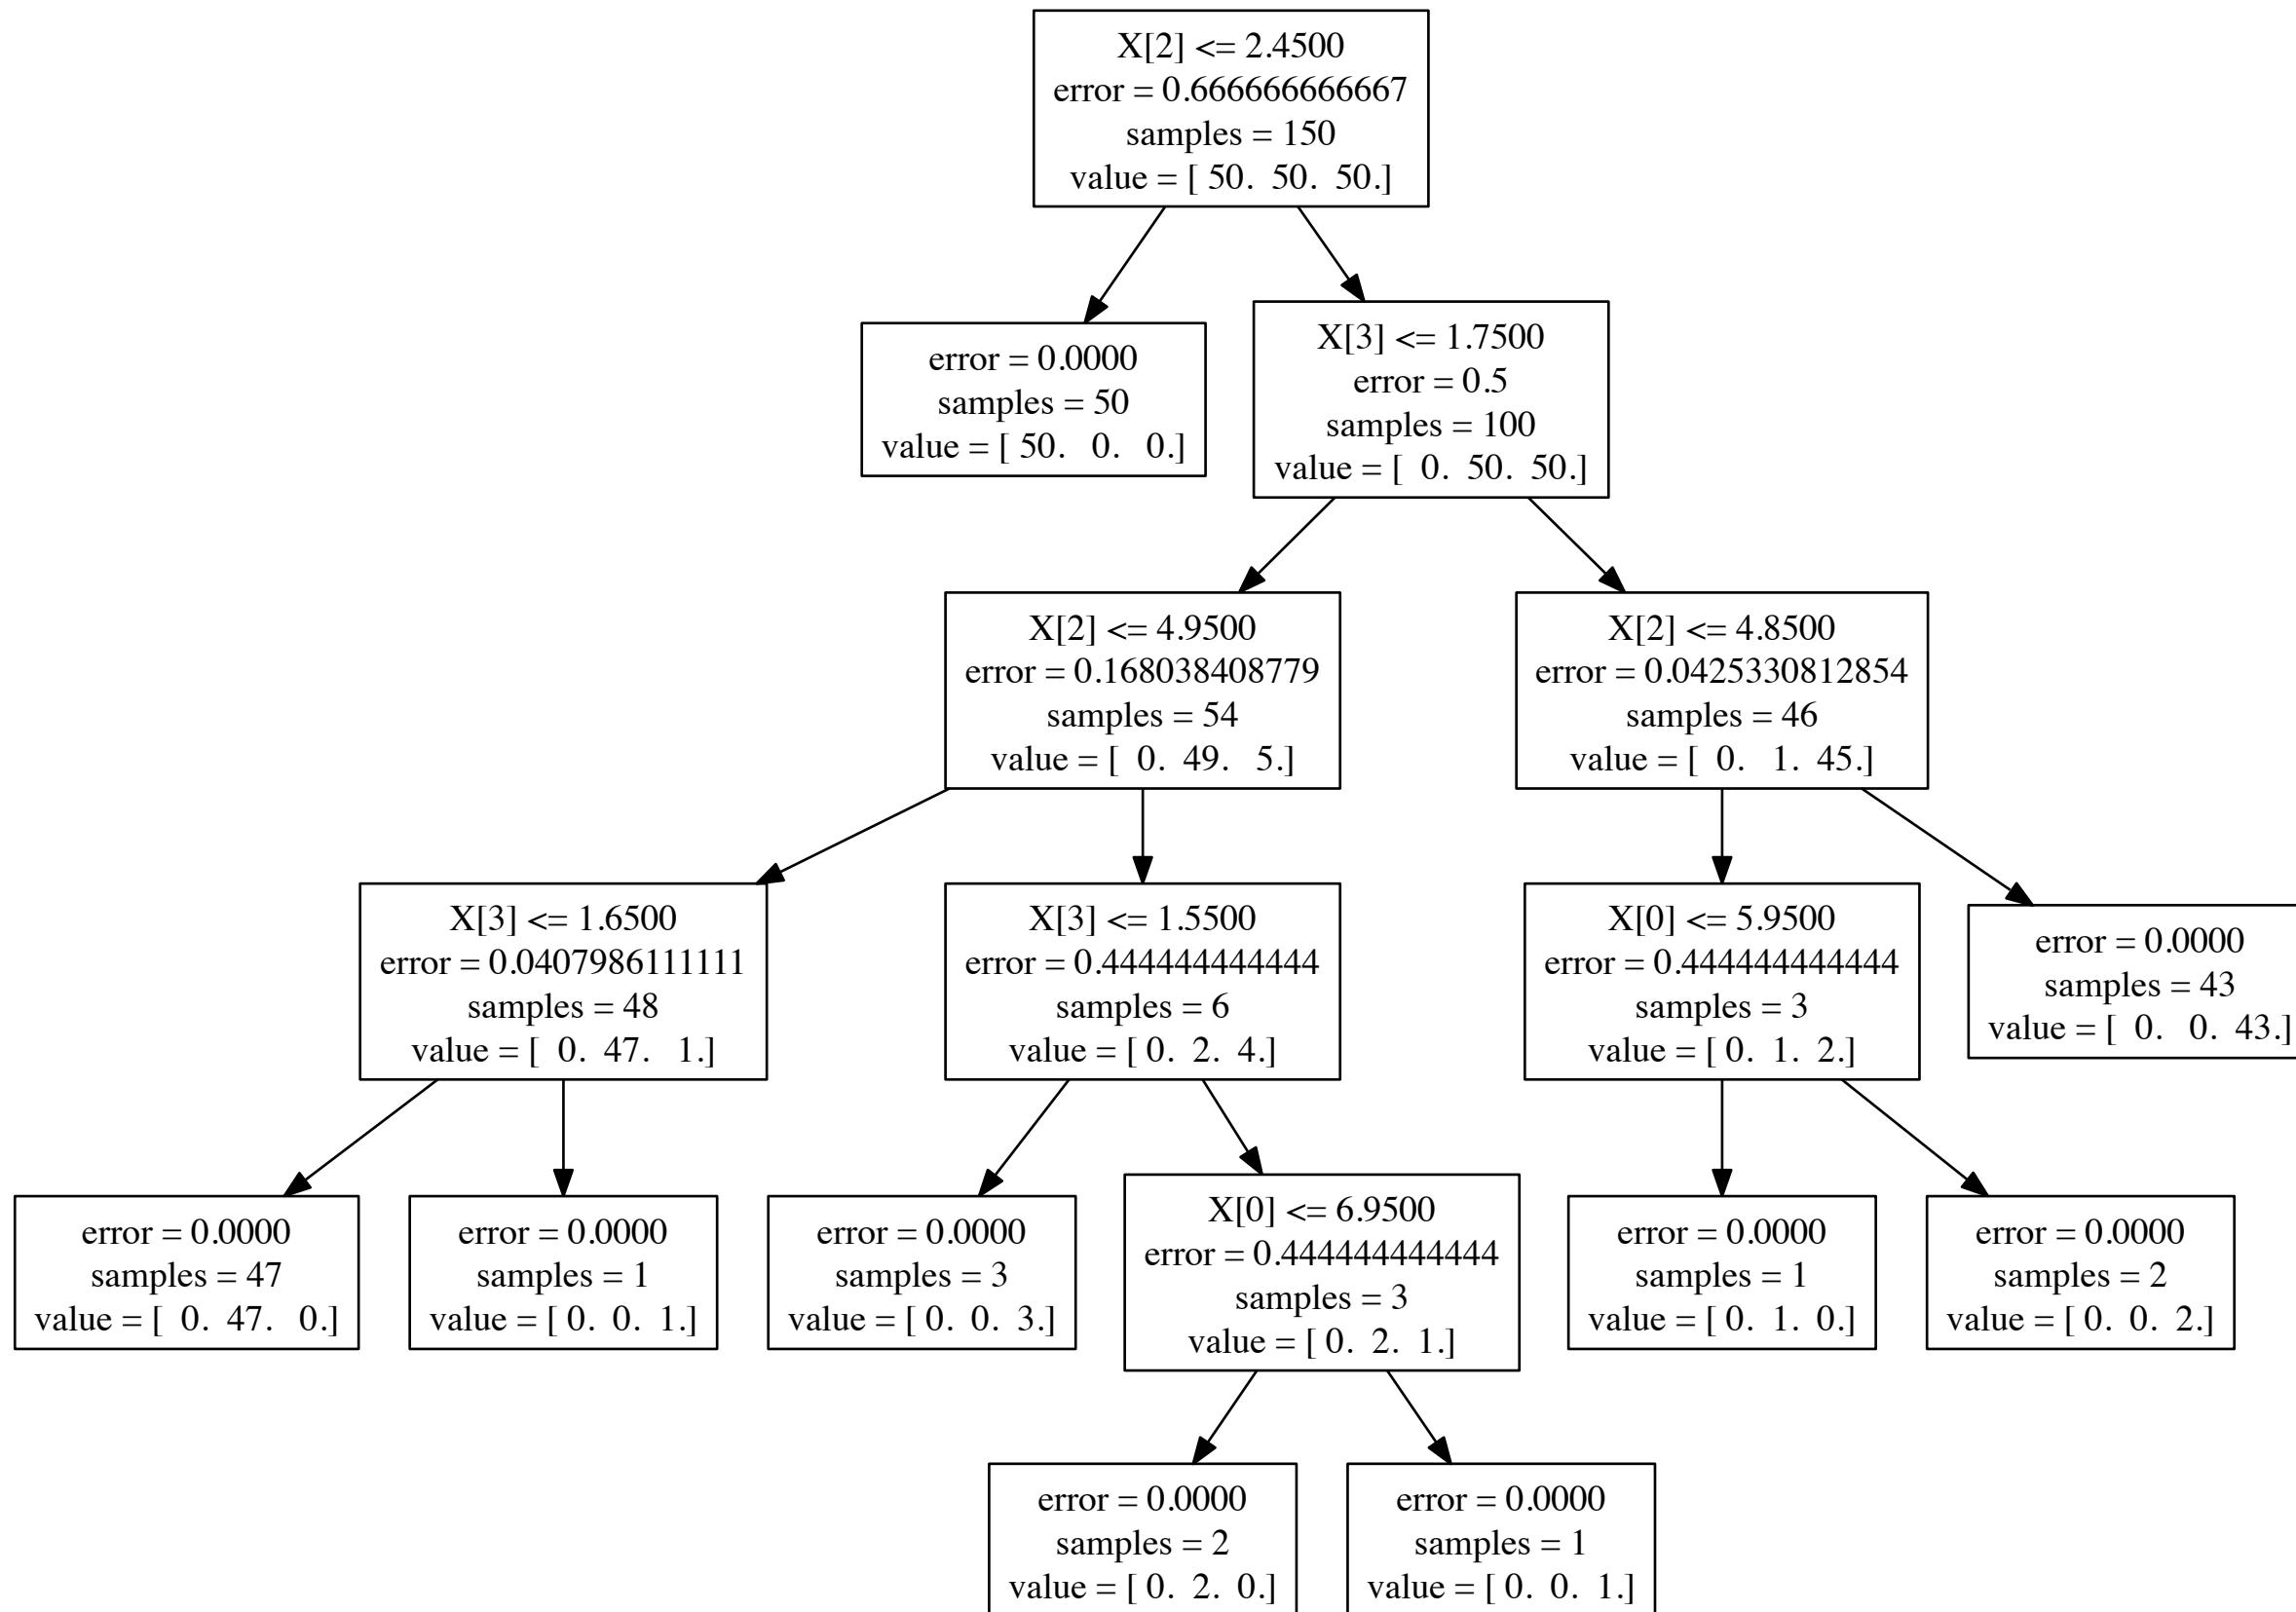 X[2] <= 2.4500
error = 0.666666666667
samples = 150
value = [ 50.  50.  50.]
error = 0.0000
samples = 50
value = [ 50.   0.   0.]
X[3] <= 1.7500
error = 0.5
samples = 100
value = [  0.  50.  50.]
X[2] <= 4.9500
error = 0.168038408779
samples = 54
value = [  0.  49.   5.]
X[2] <= 4.8500
error = 0.0425330812854
samples = 46
value = [  0.   1.  45.]
X[3] <= 1.6500
error = 0.0407986111111
samples = 48
value = [  0.  47.   1.]
X[3] <= 1.5500
error = 0.444444444444
samples = 6
value = [ 0.  2.  4.]
X[0] <= 5.9500
error = 0.444444444444
samples = 3
value = [ 0.  1.  2.]
error = 0.0000
samples = 43
value = [  0.   0.  43.]
error = 0.0000
samples = 47
value = [  0.  47.   0.]
error = 0.0000
samples = 1
value = [ 0.  0.  1.]
error = 0.0000
samples = 3
value = [ 0.  0.  3.]
X[0] <= 6.9500
error = 0.444444444444
samples = 3
value = [ 0.  2.  1.]
error = 0.0000
samples = 1
value = [ 0.  1.  0.]
error = 0.0000
samples = 2
value = [ 0.  0.  2.]
error = 0.0000
samples = 2
value = [ 0.  2.  0.]
error = 0.0000
samples = 1
value = [ 0.  0.  1.]